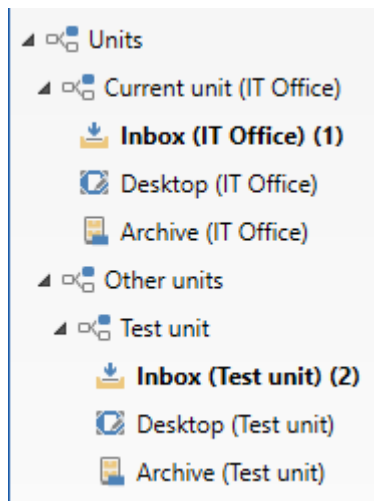 Units
Current unit (IT Office)
Inbox (IT Office) (1)
Desktop (IT Office)
Archive (IT Office)
Other units
Test unit
Inbox (Test unit) (2)
Desktop (Test unit)
Archive (Test unit)